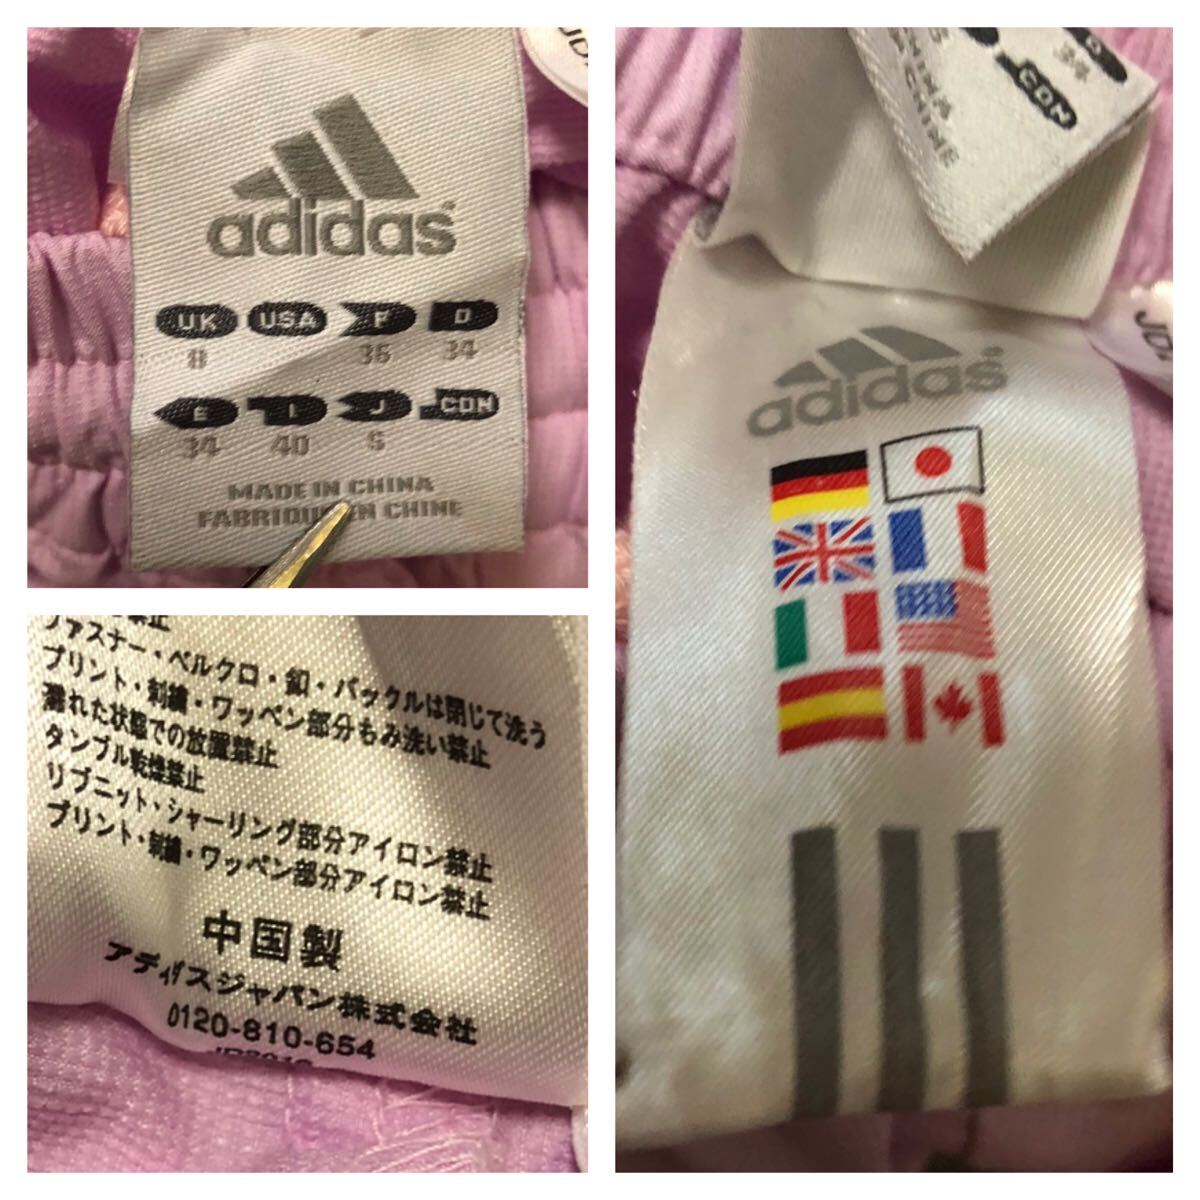 adidas
UK USA F D
8 36 34
E I J CDN
34 40 S
MADE IN CHINA
FABRIQUÉ EN CHINE
JD
ファスナー・ベルクロ・釦・バックルは閉じて洗う
プリント・刺繍・ワッペン部分もみ洗い禁止
濡れた状態での放置禁止
タンブル乾燥禁止
リブニット・シャーリング部分アイロン禁止
プリント・刺繍・ワッペン部分アイロン禁止
中国製
アディダスジャパン株式会社
0120-810-654
34
CDN
CHINA
CHINE
adidas